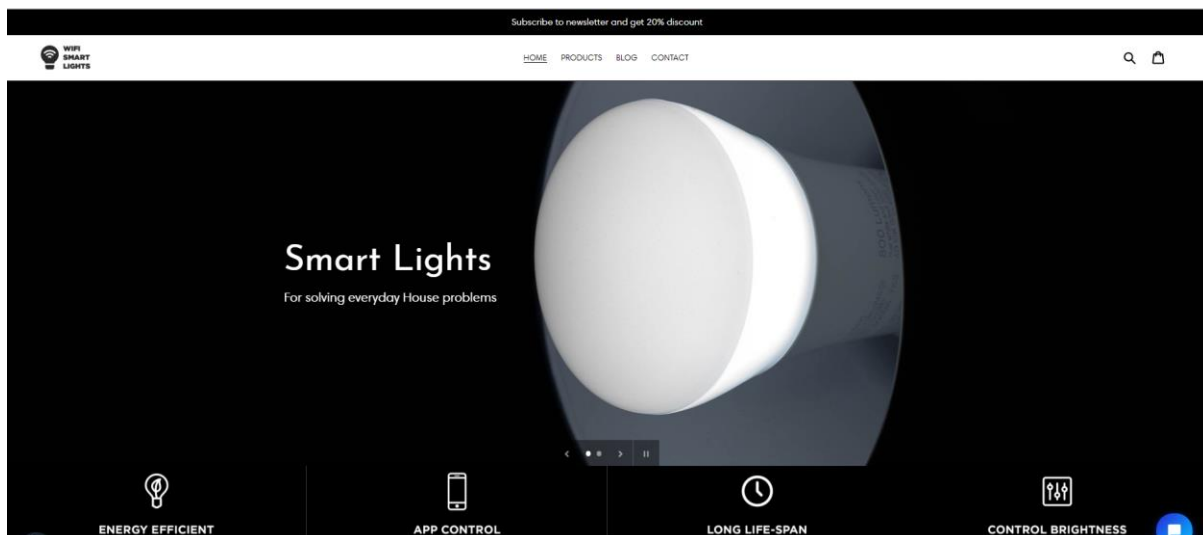 Subscribe to newsletter and get 20% discount
WIFI
SMART
LIGHTS
HOME PRODUCTS BLOG CONTACT
Smart Lights
For solving everyday House problems
ENERGY EFFICIENT APP CONTROL LONG LIFE-SPAN CONTROL BRIGHTNESS